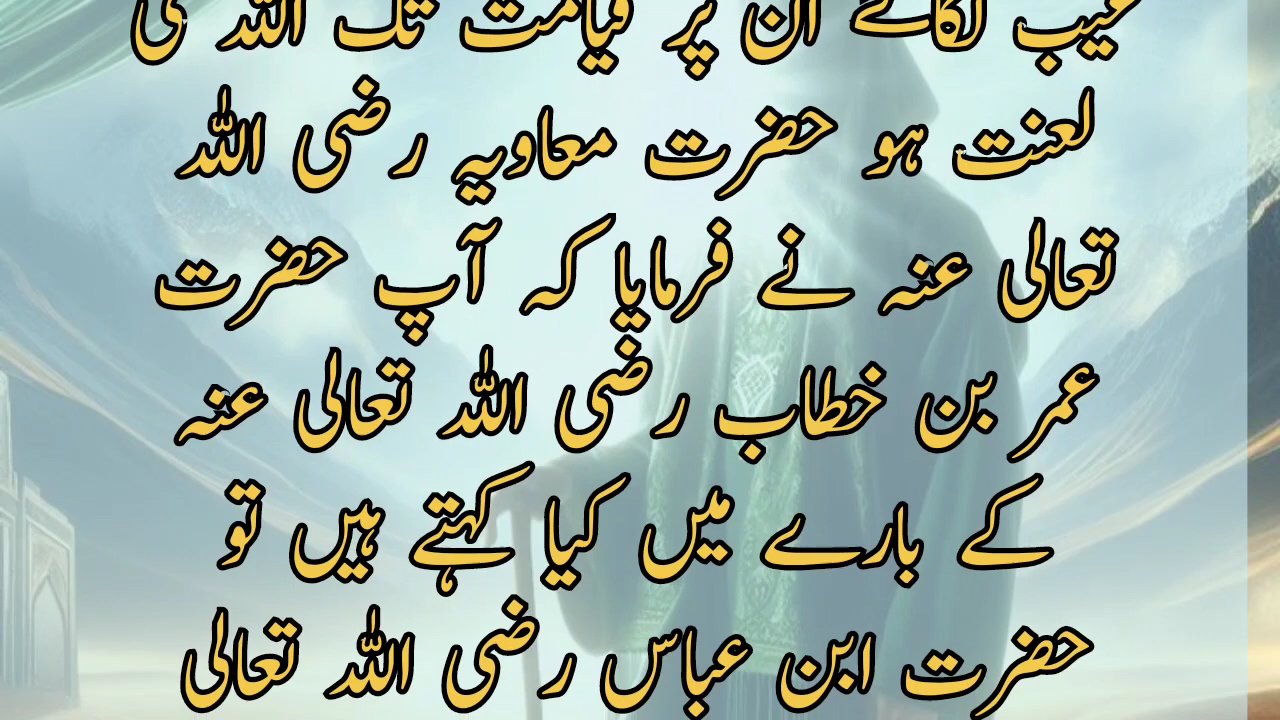 عیب لگائے ان پر قیامت تک اللہ کی
لعنت ہو حضرت معاویہ رضی اللہ
تعالی عنہ نے فرمایا کہ آپ حضرت
عمر بن خطاب رضی اللہ تعالی عنہ
کے بارے میں کیا کہتے ہیں تو
حضرت ابن عباس رضی اللہ تعالی